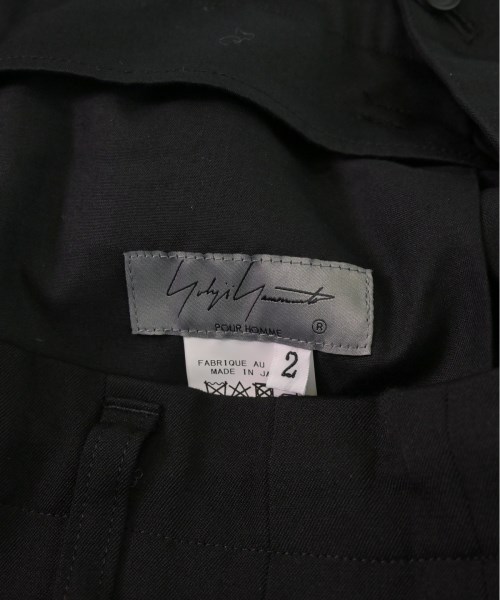 Yohji Yamamoto
POUR HOMME ®
FABRIQUE AU
MADE IN JA
2